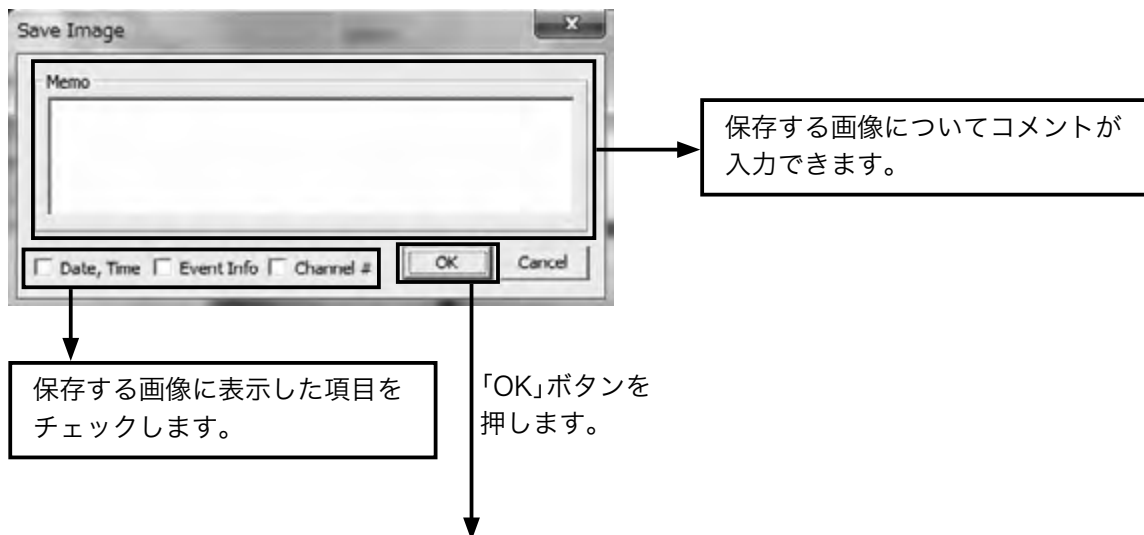 Save Image
Memo
保存する画像についてコメントが
入力できます。
Date, Time Event Info Channel #
OK
Cancel
保存する画像に表示した項目を
チェックします。
「OK」ボタンを
押します。